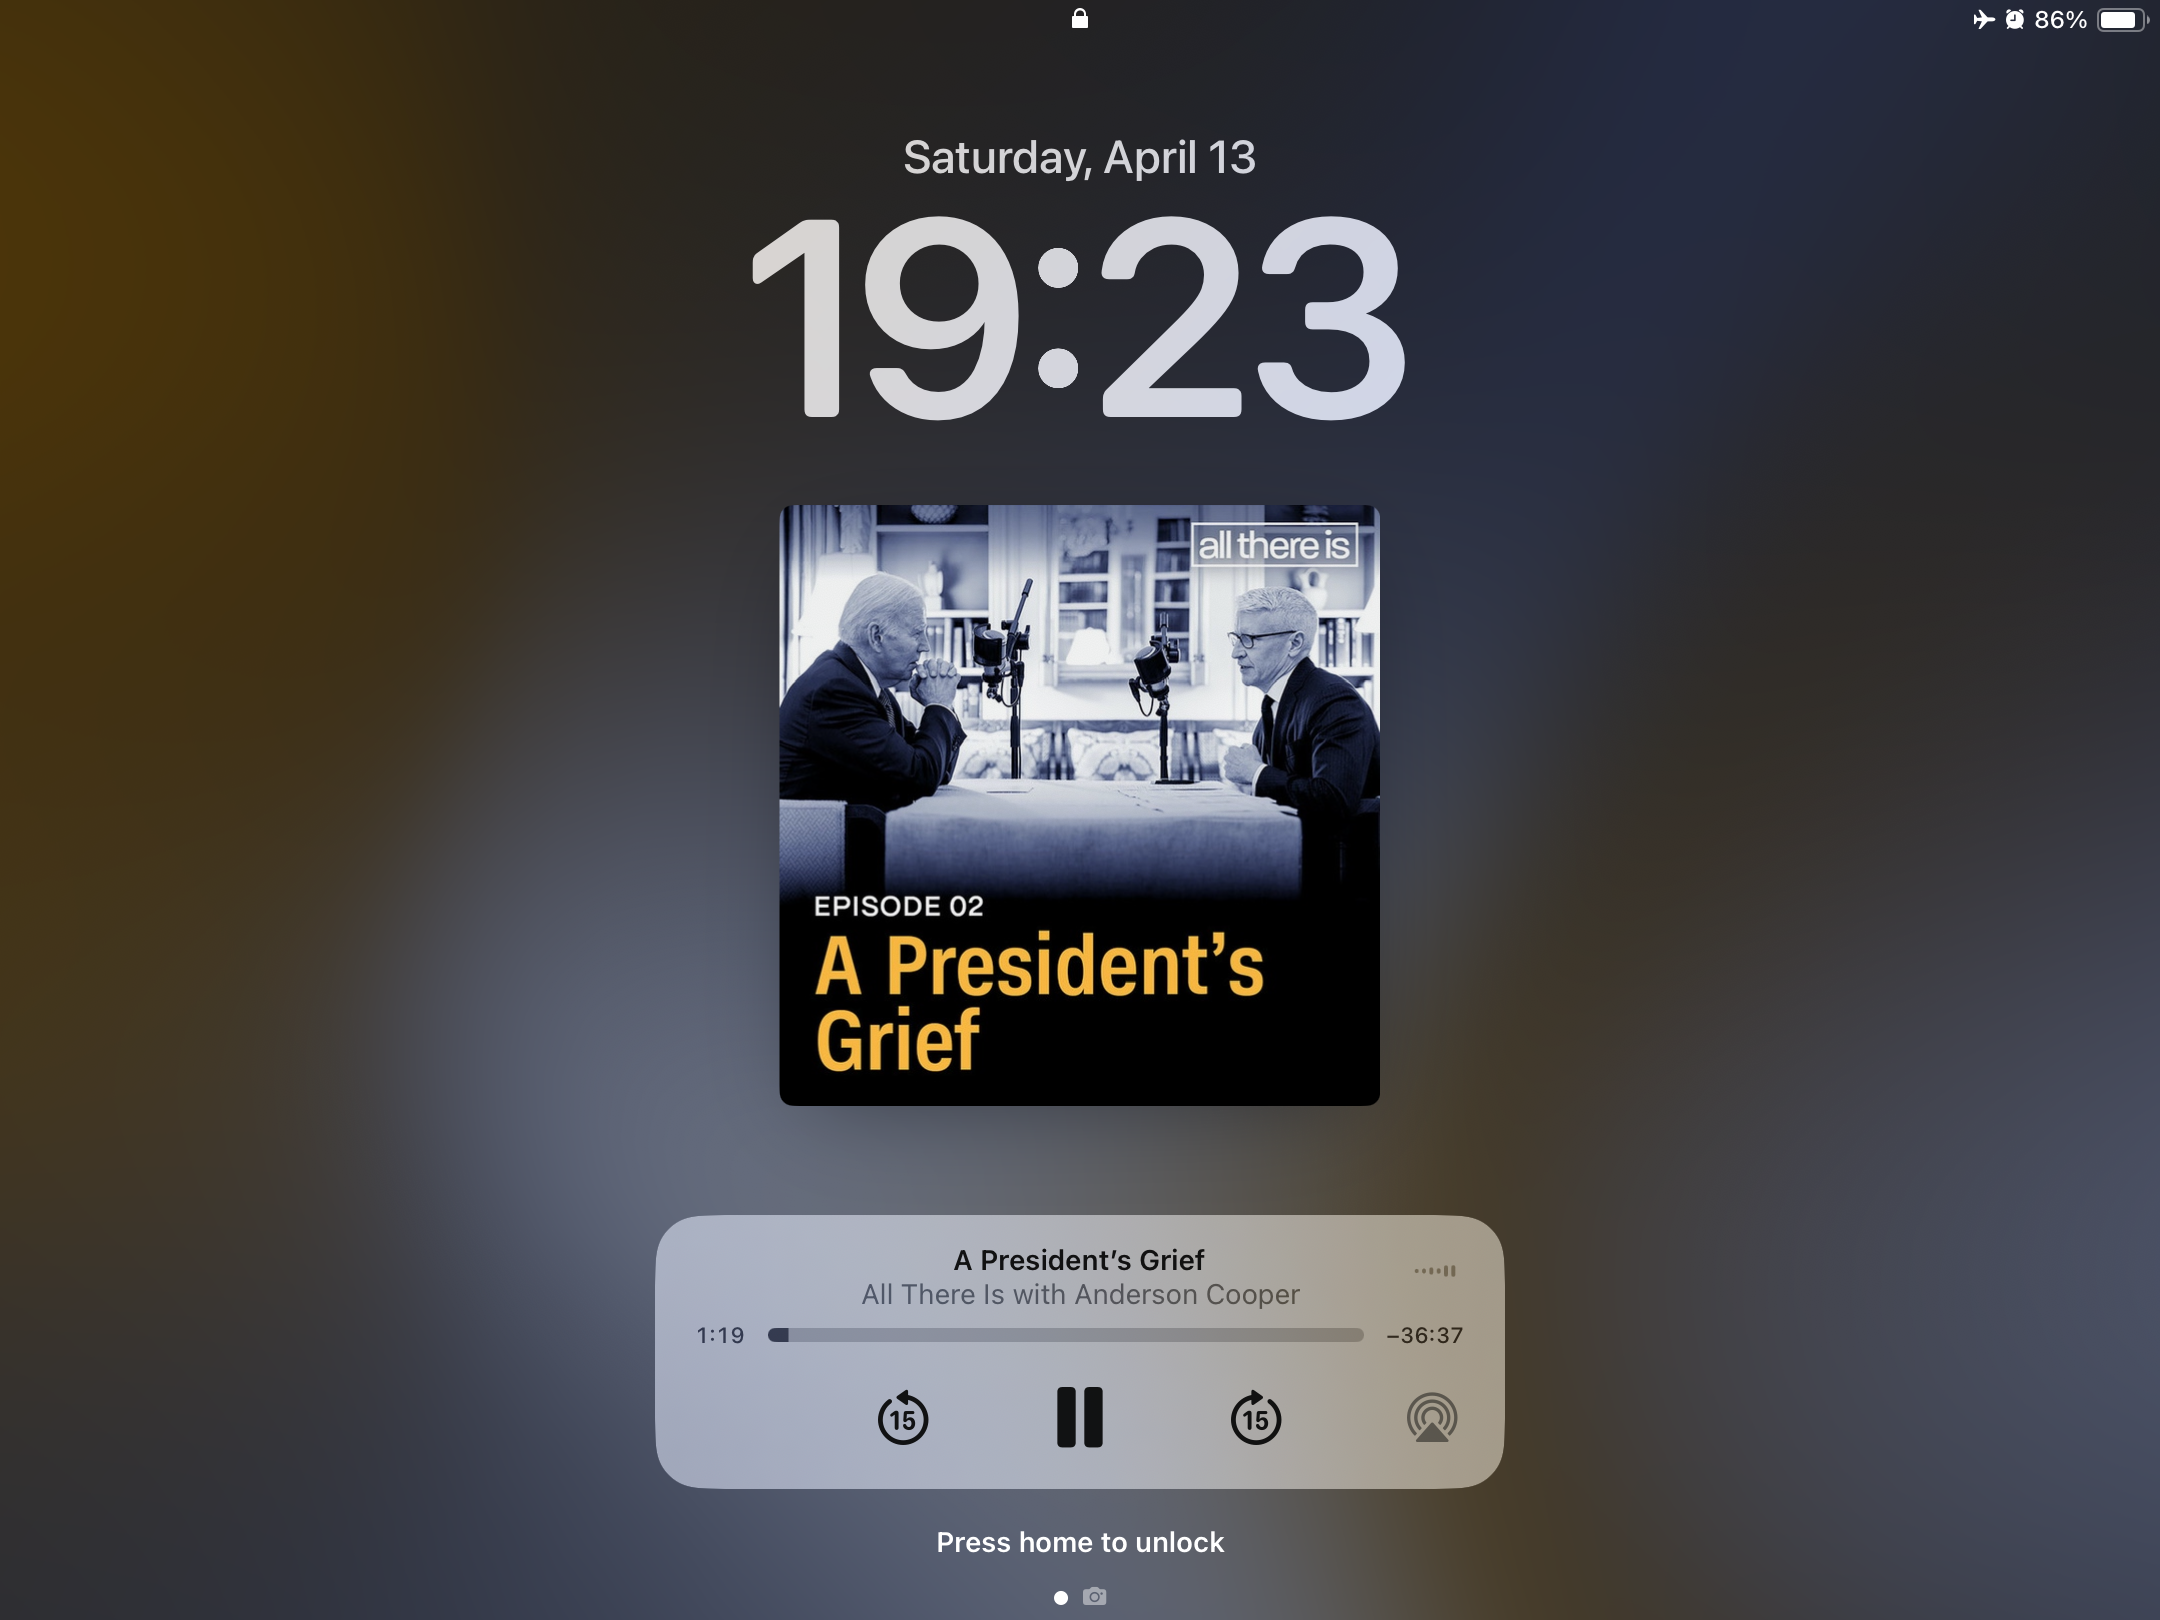 86%
Saturday, April 13
19:23
all there is
EPISODE 02
A President’s
Grief
A President’s Grief
All There Is with Anderson Cooper
1:19
–36:37
15
15
Press home to unlock